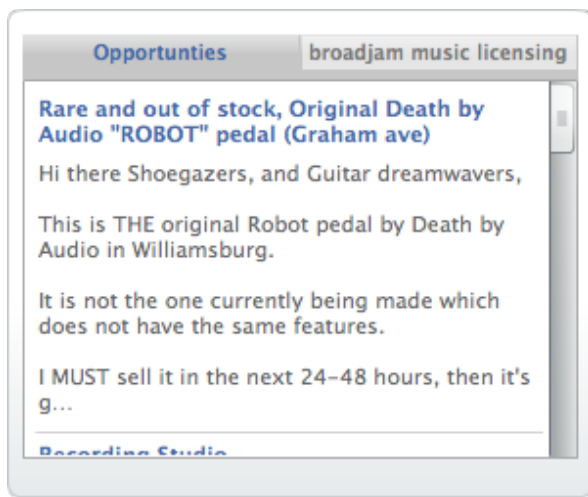 Opportunties
broadjam music licensing
Rare and out of stock, Original Death by
Audio "ROBOT" pedal (Graham ave)
Hi there Shoegazers, and Guitar dreamwavers,
This is THE original Robot pedal by Death by
Audio in Williamsburg.
It is not the one currently being made which
does not have the same features.
I MUST sell it in the next 24-48 hours, then it's
g...
Recording Studio